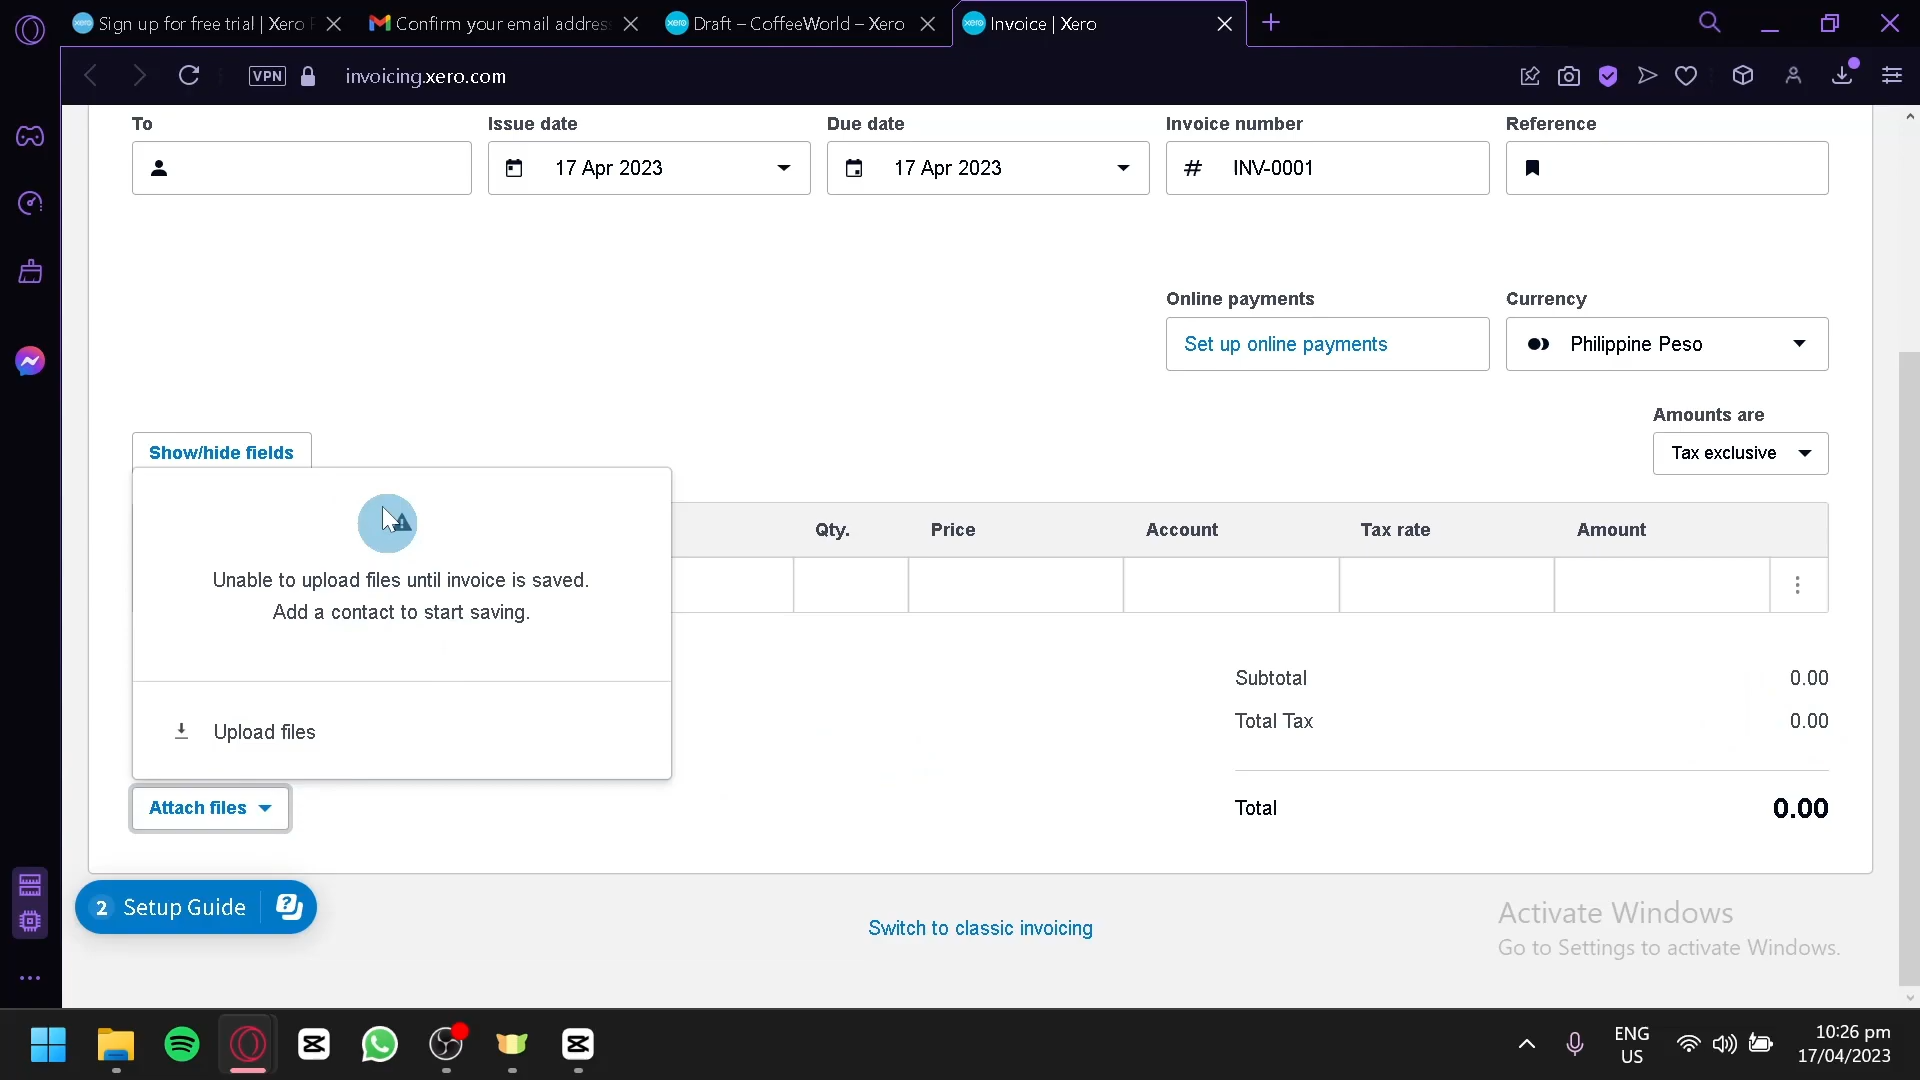 Sign up for free trial | Xero
Confirm your email addres
Draft – CoffeeWorld – Xero
Invoice | Xero
VPN
invoicing.xero.com
To
Issue date
Due date
Invoice number
Reference
17 Apr 2023
17 Apr 2023
# INV-0001
Online payments
Currency
Set up online payments
Philippine Peso
Amounts are
Show/hide fields
Tax exclusive
Qty.
Price
Account
Tax rate
Amount
Unable to upload files until invoice is saved.
Add a contact to start saving.
Subtotal
0.00
Total Tax
0.00
Upload files
Attach files
Total
0.00
2 Setup Guide
Switch to classic invoicing
Activate Windows
Go to Settings to activate Windows.
ENG
US
10:26 pm
17/04/2023